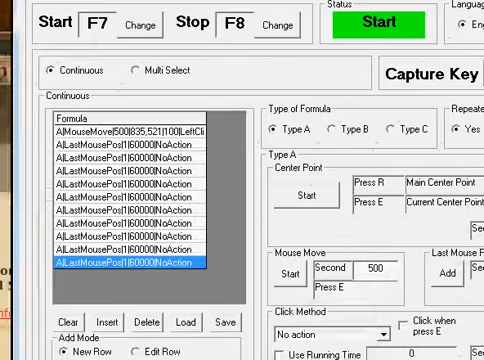 Status
Languag
Start F7 Change Stop F8 Change Start En
Continuous Multi Select
Capture Key
Continuous
Formula
A|MouseMove|500|835,521|100|LeftCli
A|LastMousePos|1|60000|NoAction
A|LastMousePos|1|60000|NoAction
A|LastMousePos|1|60000|NoAction
A|LastMousePos|1|60000|NoAction
A|LastMousePos|1|60000|NoAction
A|LastMousePos|1|60000|NoAction
A|LastMousePos|1|60000|NoAction
A|LastMousePos|1|60000|NoAction
A|LastMousePos|1|60000|NoAction
A|LastMousePos|1|60000|NoAction
Clear Insert Delete Load Save
Add Mode
New Row Edit Row
Type of Formula
Type A Type B Type C
Repeate
Yes
Type A
Center Point
Start
Press R Main Center Point
Press E Current Center Point
Se
Mouse Move
Start
Second 500
Press E
Last Mouse P
Add
Se
Click Method
No action
Click when
press E
Use Running Time 0